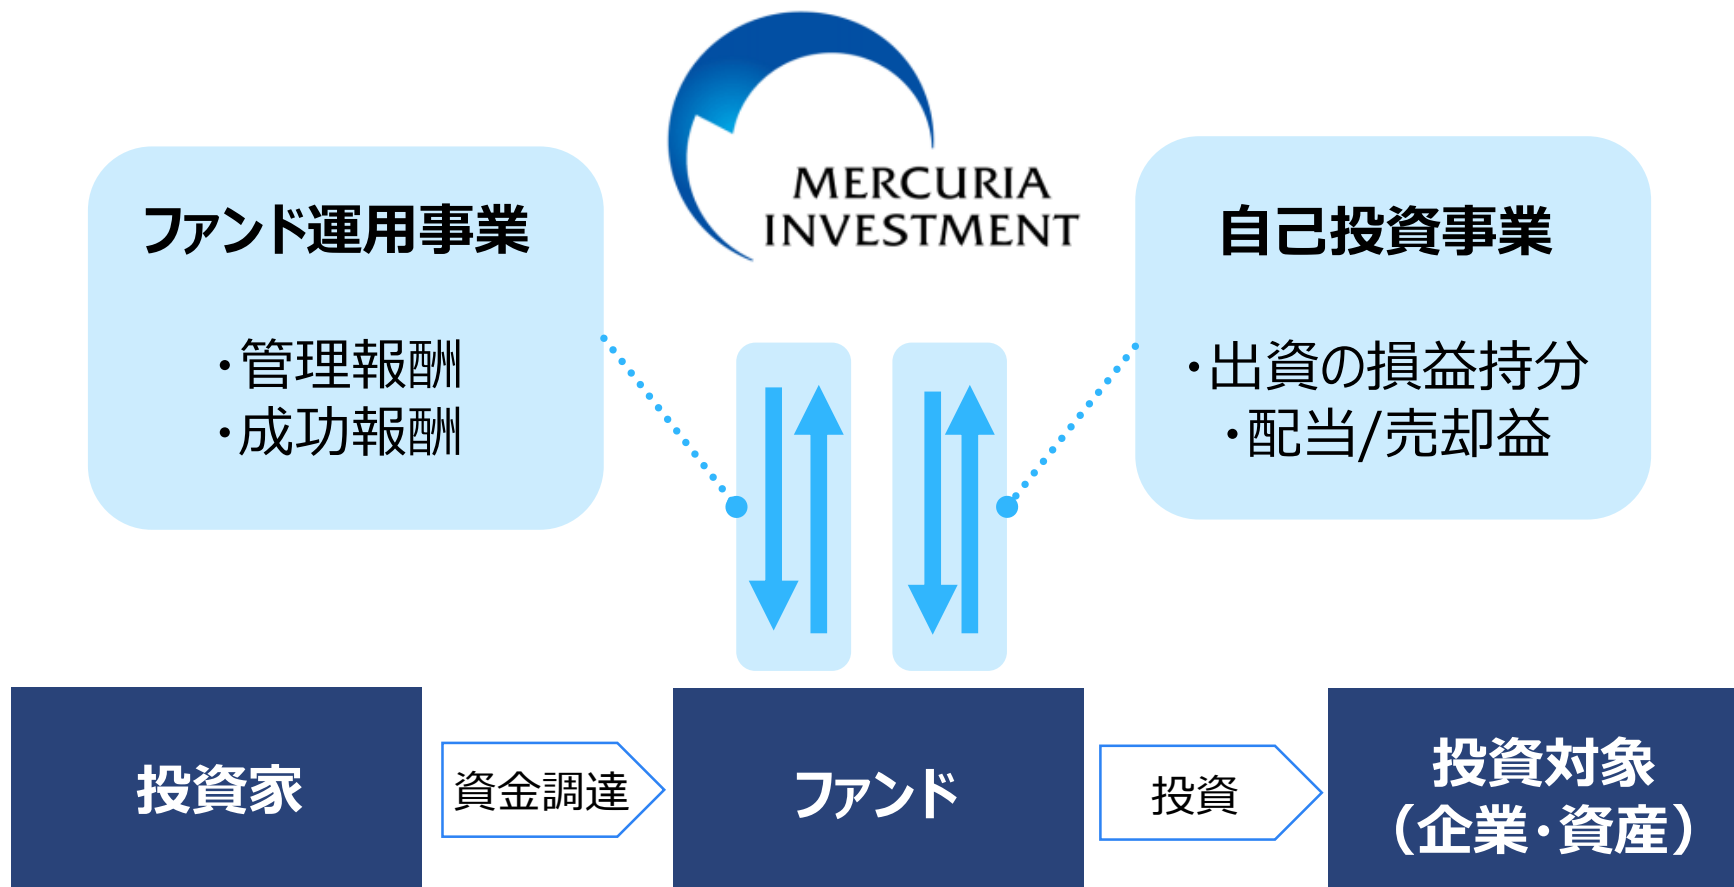 MERCURIA
INVESTMENT
ファンド運用事業
・管理報酬
・成功報酬
自己投資事業
・出資の損益持分
・配当/売却益
投資家
資金調達
ファンド
投資
投資対象
（企業・資産）